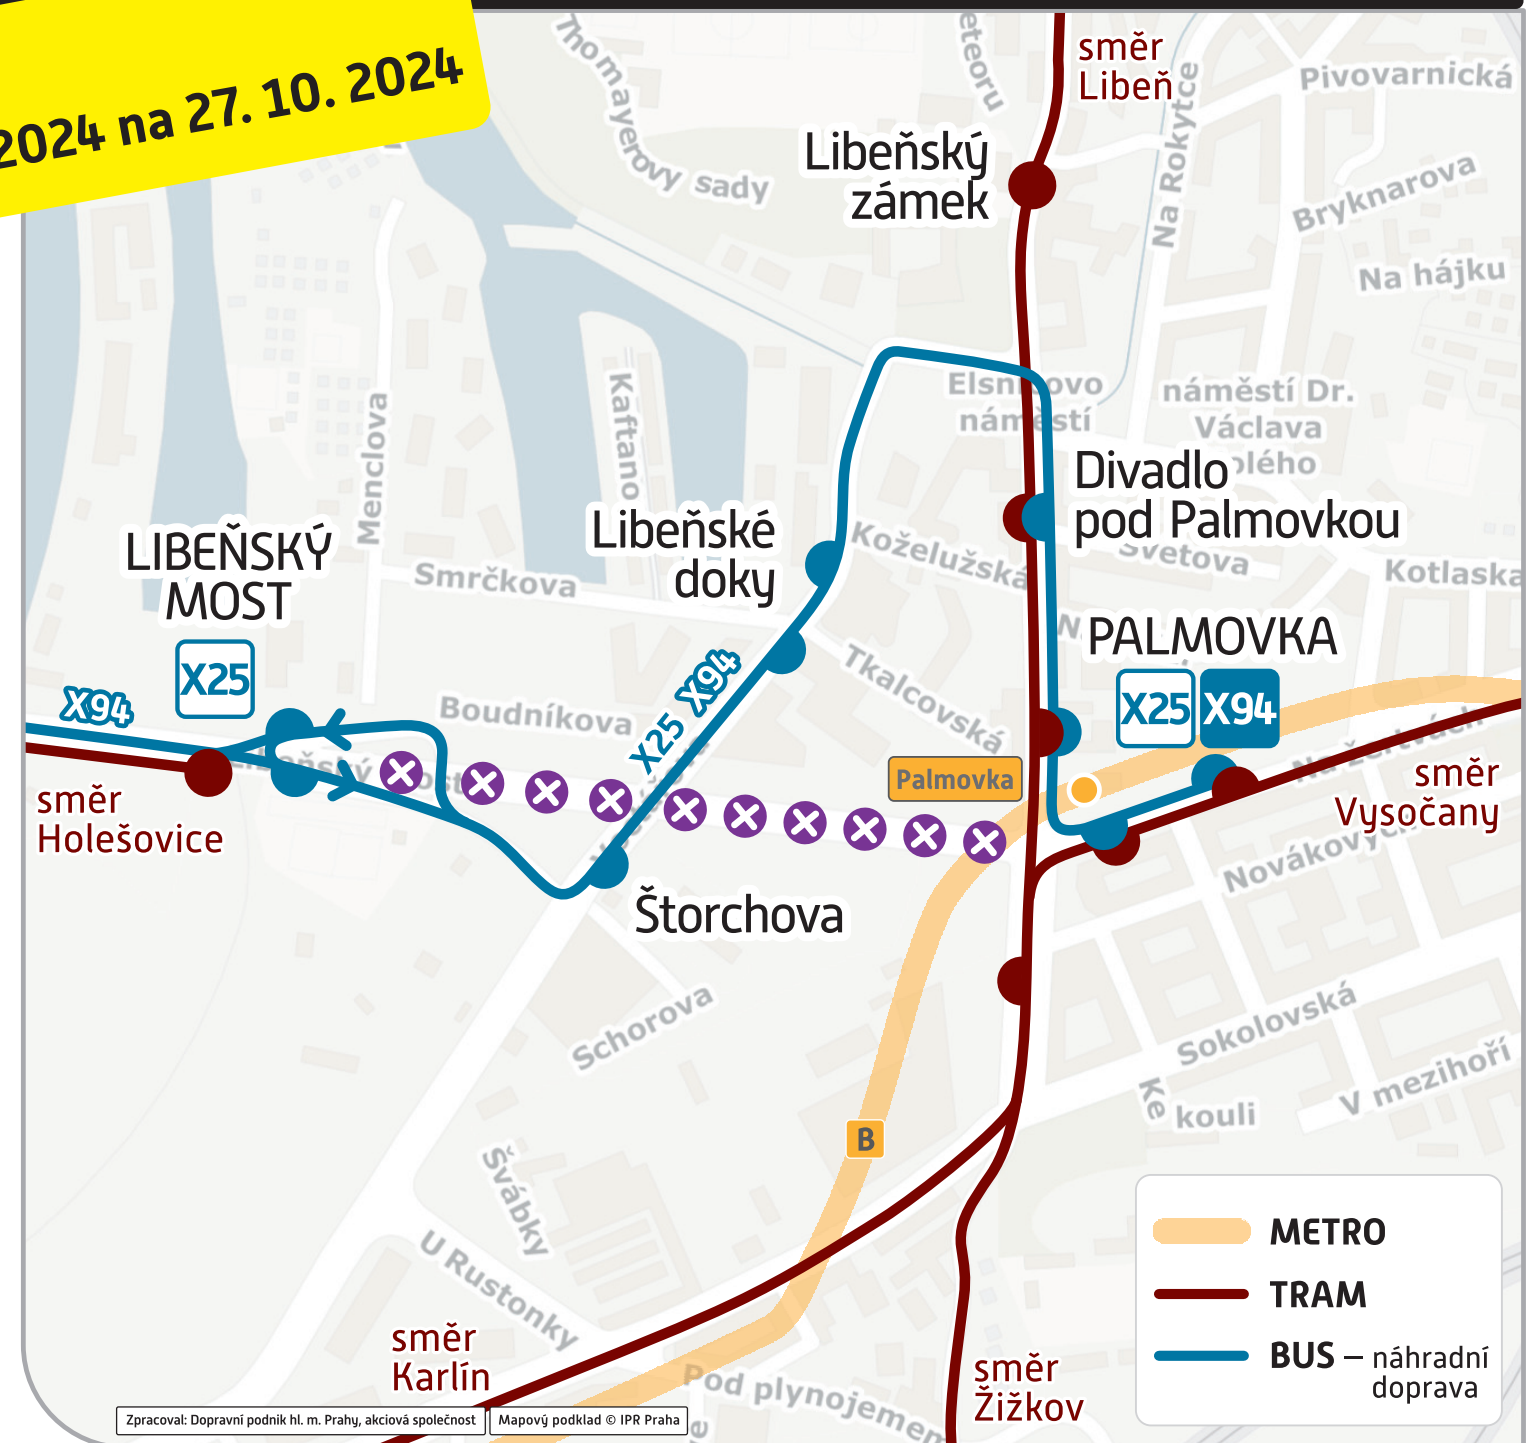 2024 na 27. 10. 2024
směr
Libeň
Thomayerovy sady
Na Rokytce
Pivovarnická
Bryknarova
Na hájku
Libeňský
zámek
Elsnicovo
náměstí
náměstí Dr.
Václava
Divadlo
pod Palmovkou
Kotlaska
Menclova
Kaftano
LIBEŇSKÝ
MOST
X25
Smrčkova
Libeňské
doky
Koželužská
Světova
PALMOVKA
X25 X94
X94
X25 X94
Boudníkova
Tkalcovská
Palmovka
Na Žertvách
směr
Holešovice
směr
Vysočany
Novákových
Štorchova
Schorova
Sokolovská
V mezihoří
Ke
kouli
B
Švábky
U Rustonky
směr
Karlín
směr
Žižkov
Pod plynojemem
METRO
TRAM
BUS – náhradní
doprava
Zpracoval: Dopravní podnik hl. m. Prahy, akciová společnost
Mapový podklad © IPR Praha